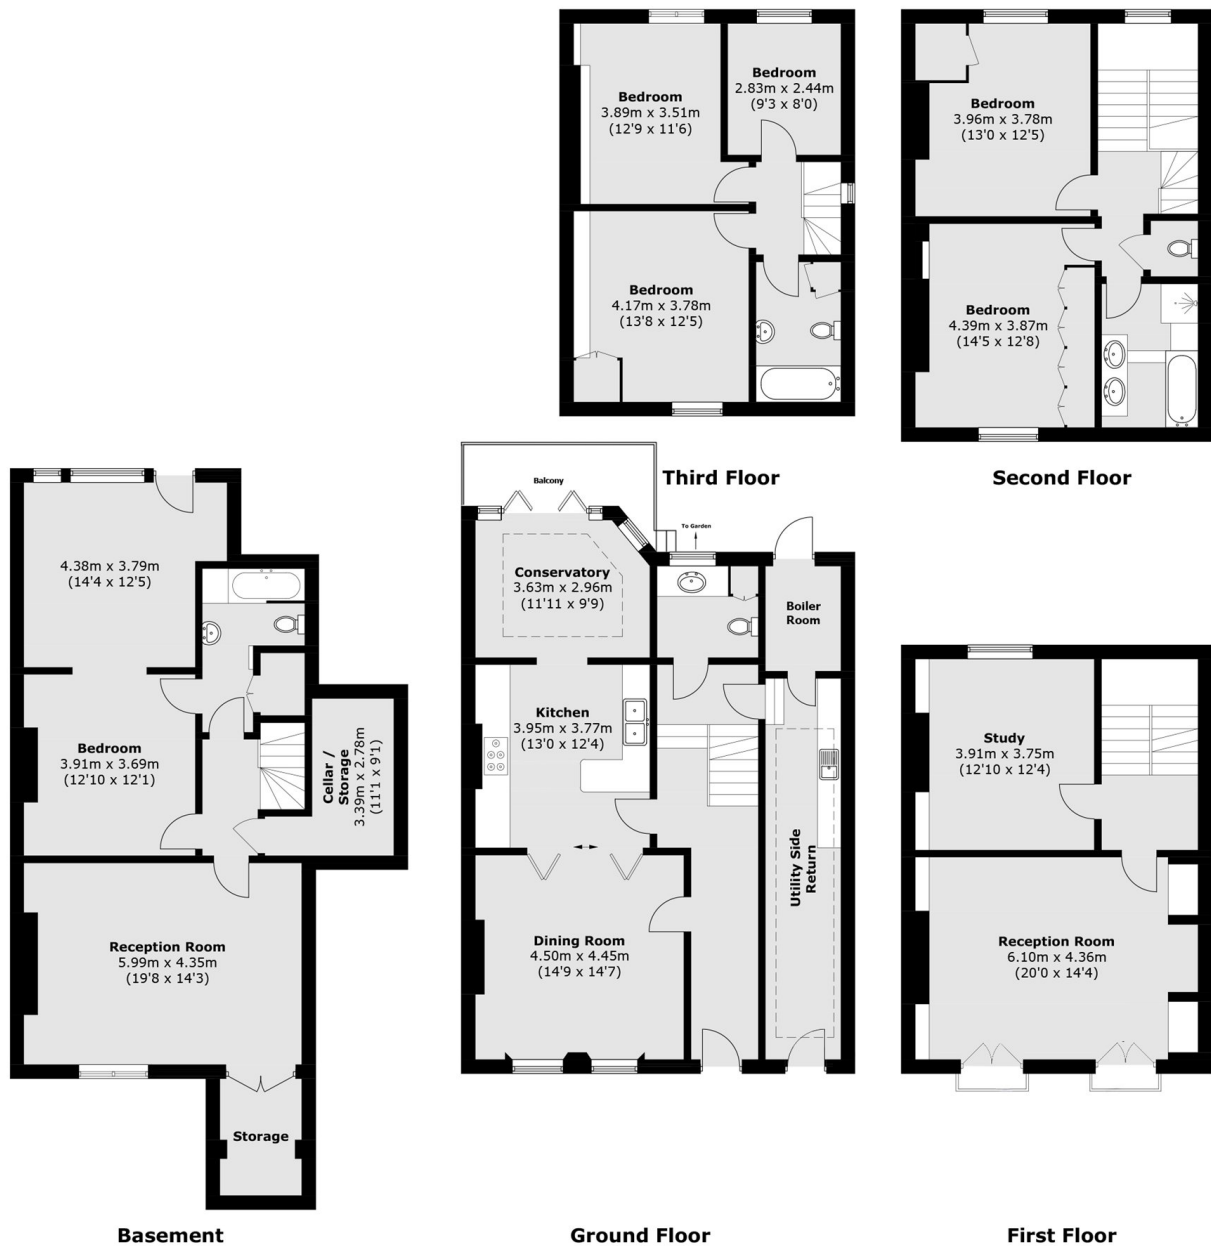 Bedroom
3.89m x 3.51m
(12'9 x 11'6)
Bedroom
2.83m x 2.44m
(9'3 x 8'0)
Bedroom
4.17m x 3.78m
(13'8 x 12'5)
Third Floor
Bedroom
3.96m x 3.78m
(13'0 x 12'5)
Bedroom
4.39m x 3.87m
(14'5 x 12'8)
Second Floor
4.38m x 3.79m
(14'4 x 12'5)
Bedroom
3.91m x 3.69m
(12'10 x 12'1)
Cellar /
Storage
3.39m x 2.78m
(11'1 x 9'1)
Reception Room
5.99m x 4.35m
(19'8 x 14'3)
Storage
Basement
Balcony
To Garden
Conservatory
3.63m x 2.96m
(11'11 x 9'9)
Boiler
Room
Kitchen
3.95m x 3.77m
(13'0 x 12'4)
Utility Side
Return
Dining Room
4.50m x 4.45m
(14'9 x 14'7)
Ground Floor
Study
3.91m x 3.75m
(12'10 x 12'4)
Reception Room
6.10m x 4.36m
(20'0 x 14'4)
First Floor